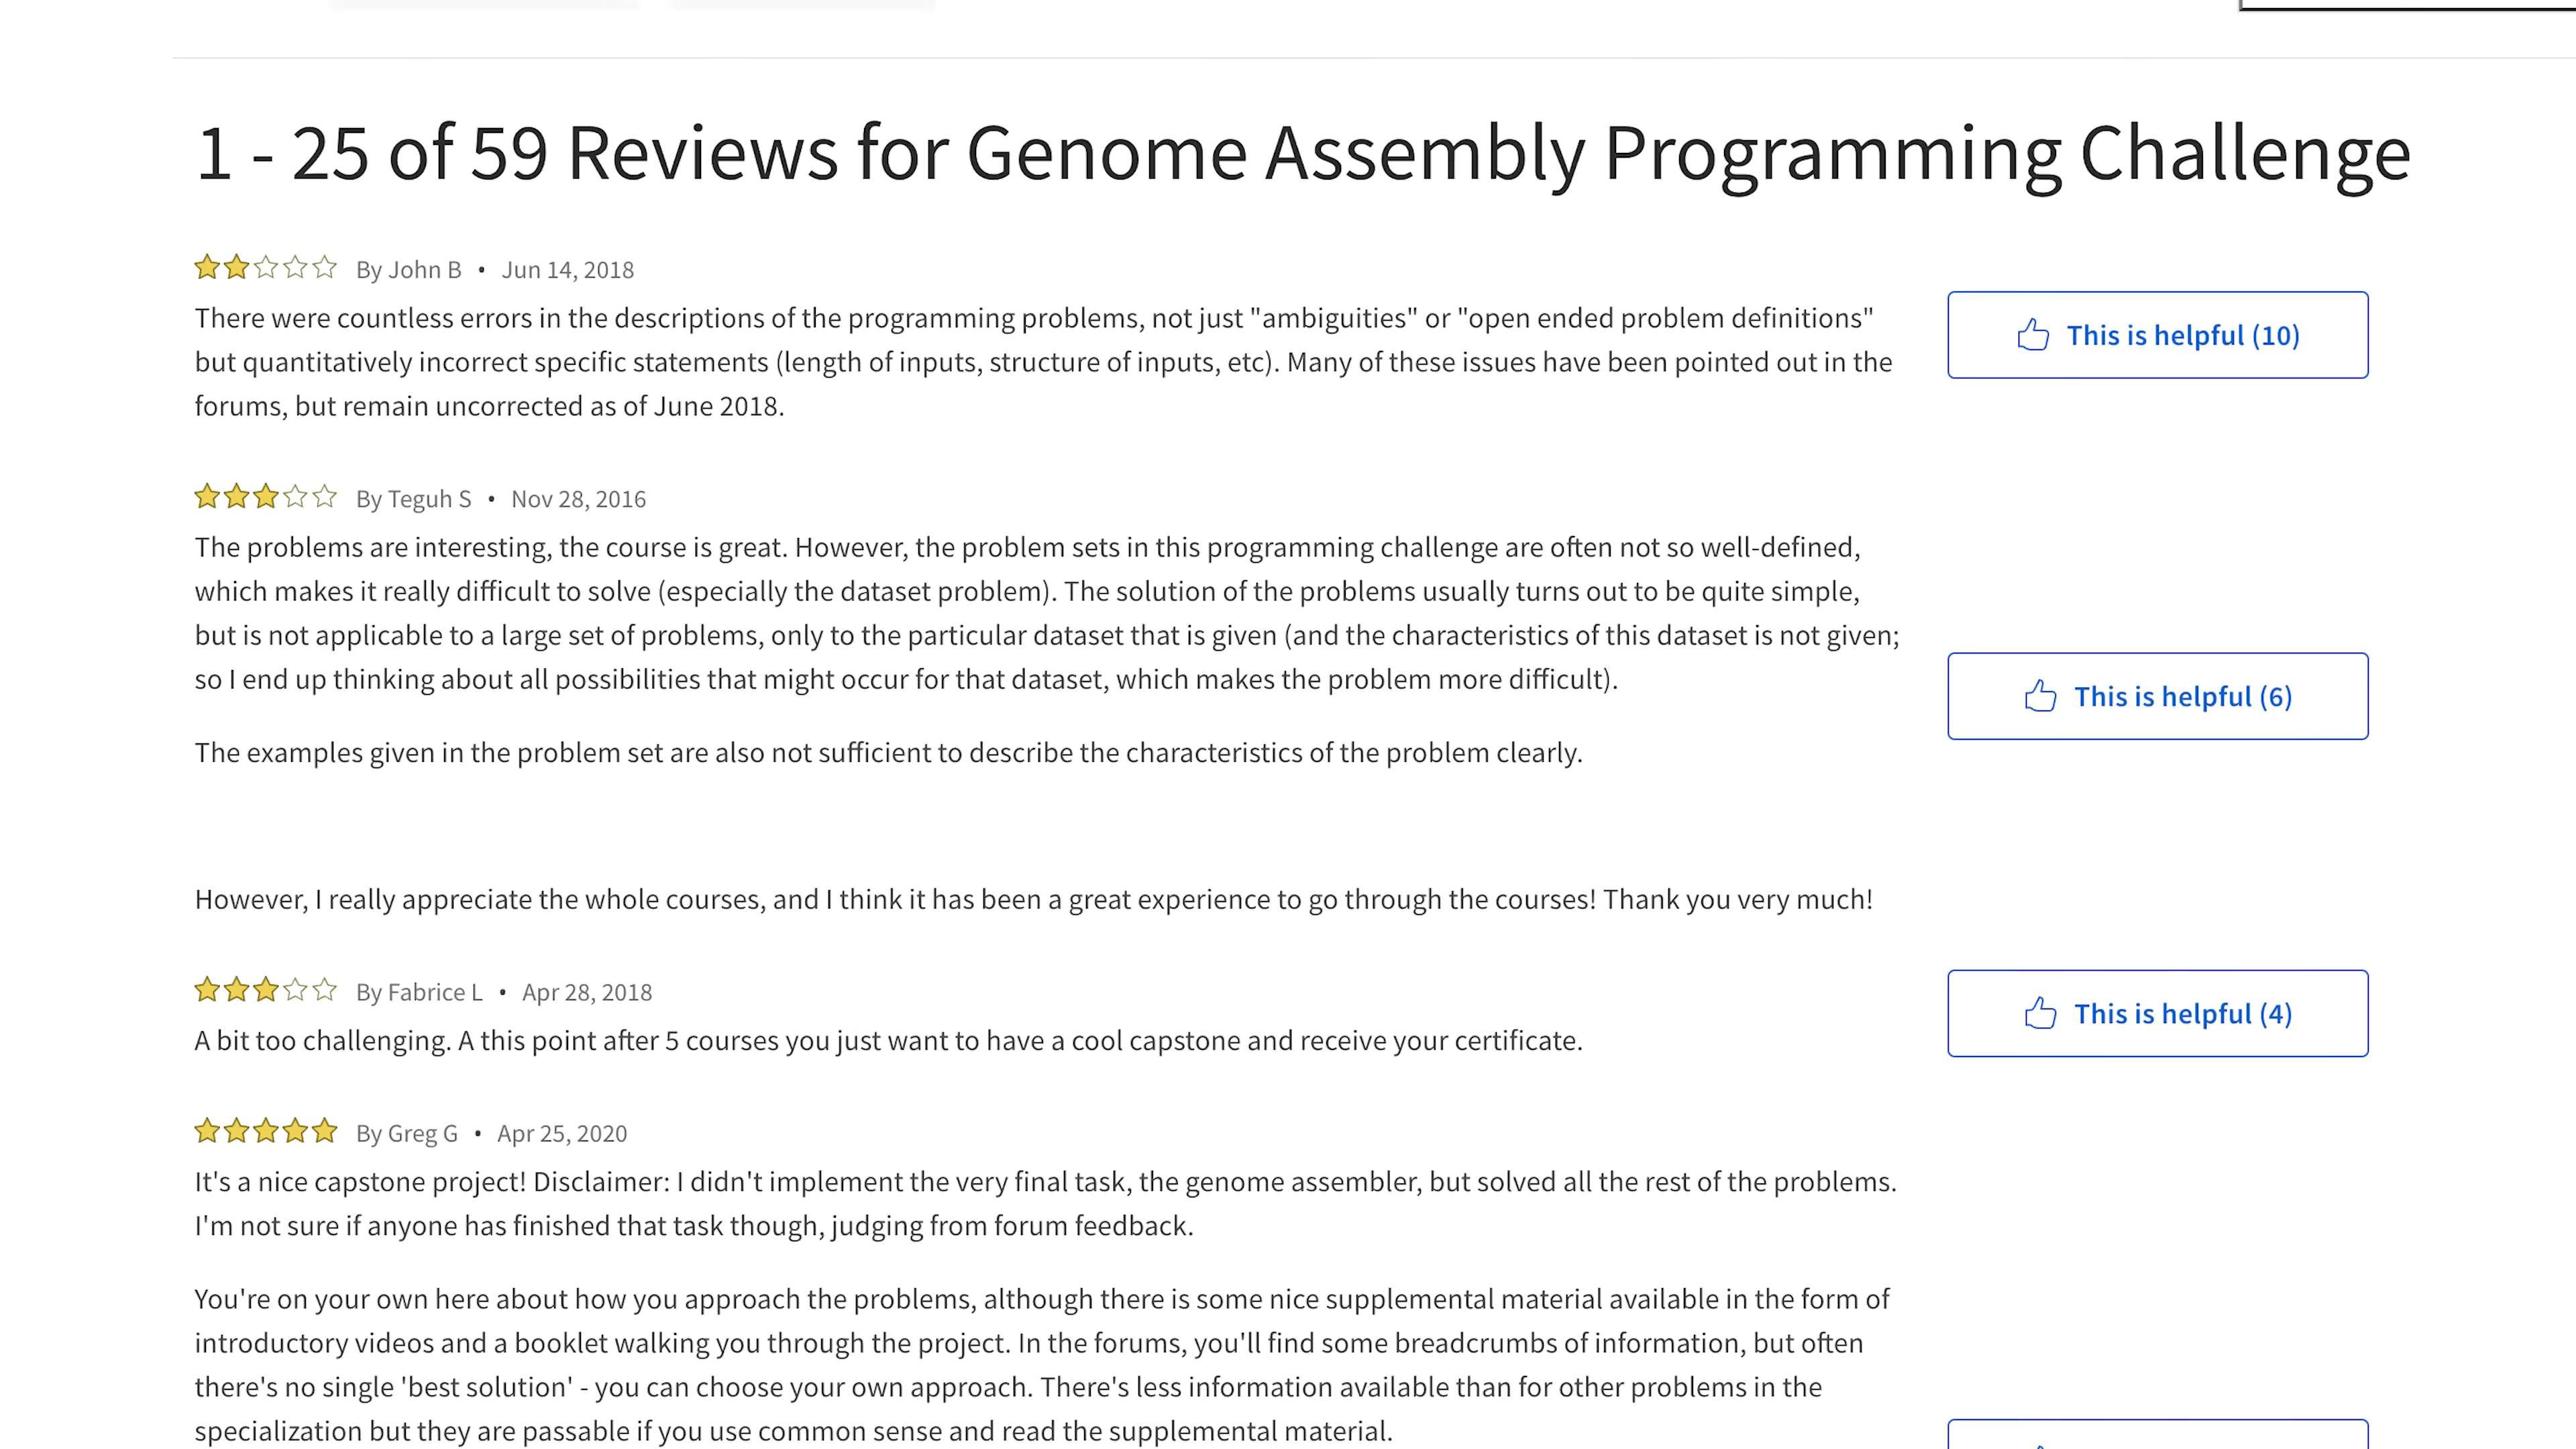 1 - 25 of 59 Reviews for Genome Assembly Programming Challenge
By John B • Jun 14, 2018
There were countless errors in the descriptions of the programming problems, not just "ambiguities" or "open ended problem definitions"
but quantitatively incorrect specific statements (length of inputs, structure of inputs, etc). Many of these issues have been pointed out in the
forums, but remain uncorrected as of June 2018.
This is helpful (10)
By Teguh S • Nov 28, 2016
The problems are interesting, the course is great. However, the problem sets in this programming challenge are often not so well-defined,
which makes it really difficult to solve (especially the dataset problem). The solution of the problems usually turns out to be quite simple,
but is not applicable to a large set of problems, only to the particular dataset that is given (and the characteristics of this dataset is not given;
so I end up thinking about all possibilities that might occur for that dataset, which makes the problem more difficult).
The examples given in the problem set are also not sufficient to describe the characteristics of the problem clearly.
However, I really appreciate the whole courses, and I think it has been a great experience to go through the courses! Thank you very much!
This is helpful (6)
By Fabrice L • Apr 28, 2018
A bit too challenging. A this point after 5 courses you just want to have a cool capstone and receive your certificate.
This is helpful (4)
By Greg G • Apr 25, 2020
It's a nice capstone project! Disclaimer: I didn't implement the very final task, the genome assembler, but solved all the rest of the problems.
I'm not sure if anyone has finished that task though, judging from forum feedback.
You're on your own here about how you approach the problems, although there is some nice supplemental material available in the form of
introductory videos and a booklet walking you through the project. In the forums, you'll find some breadcrumbs of information, but often
there's no single 'best solution' - you can choose your own approach. There's less information available than for other problems in the
specialization but they are passable if you use common sense and read the supplemental material.